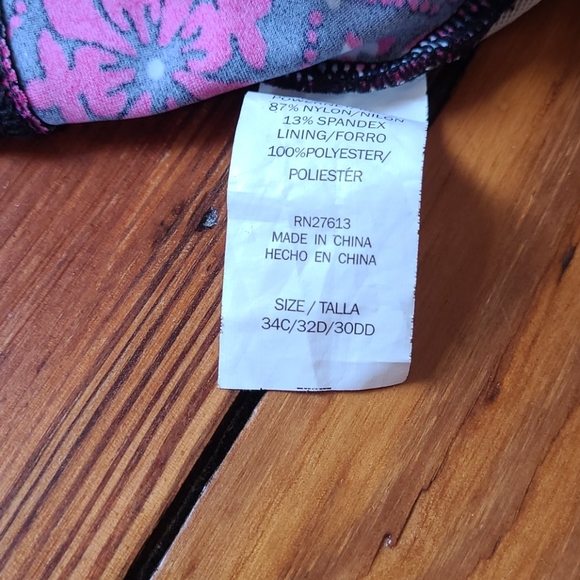 87% NYLON/NILON
13% SPANDEX
LINING/FORRO
100%POLYESTER/
POLIESTÉR
RN27613
MADE IN CHINA
HECHO EN CHINA
SIZE/TALLA
34C/32D/30DD